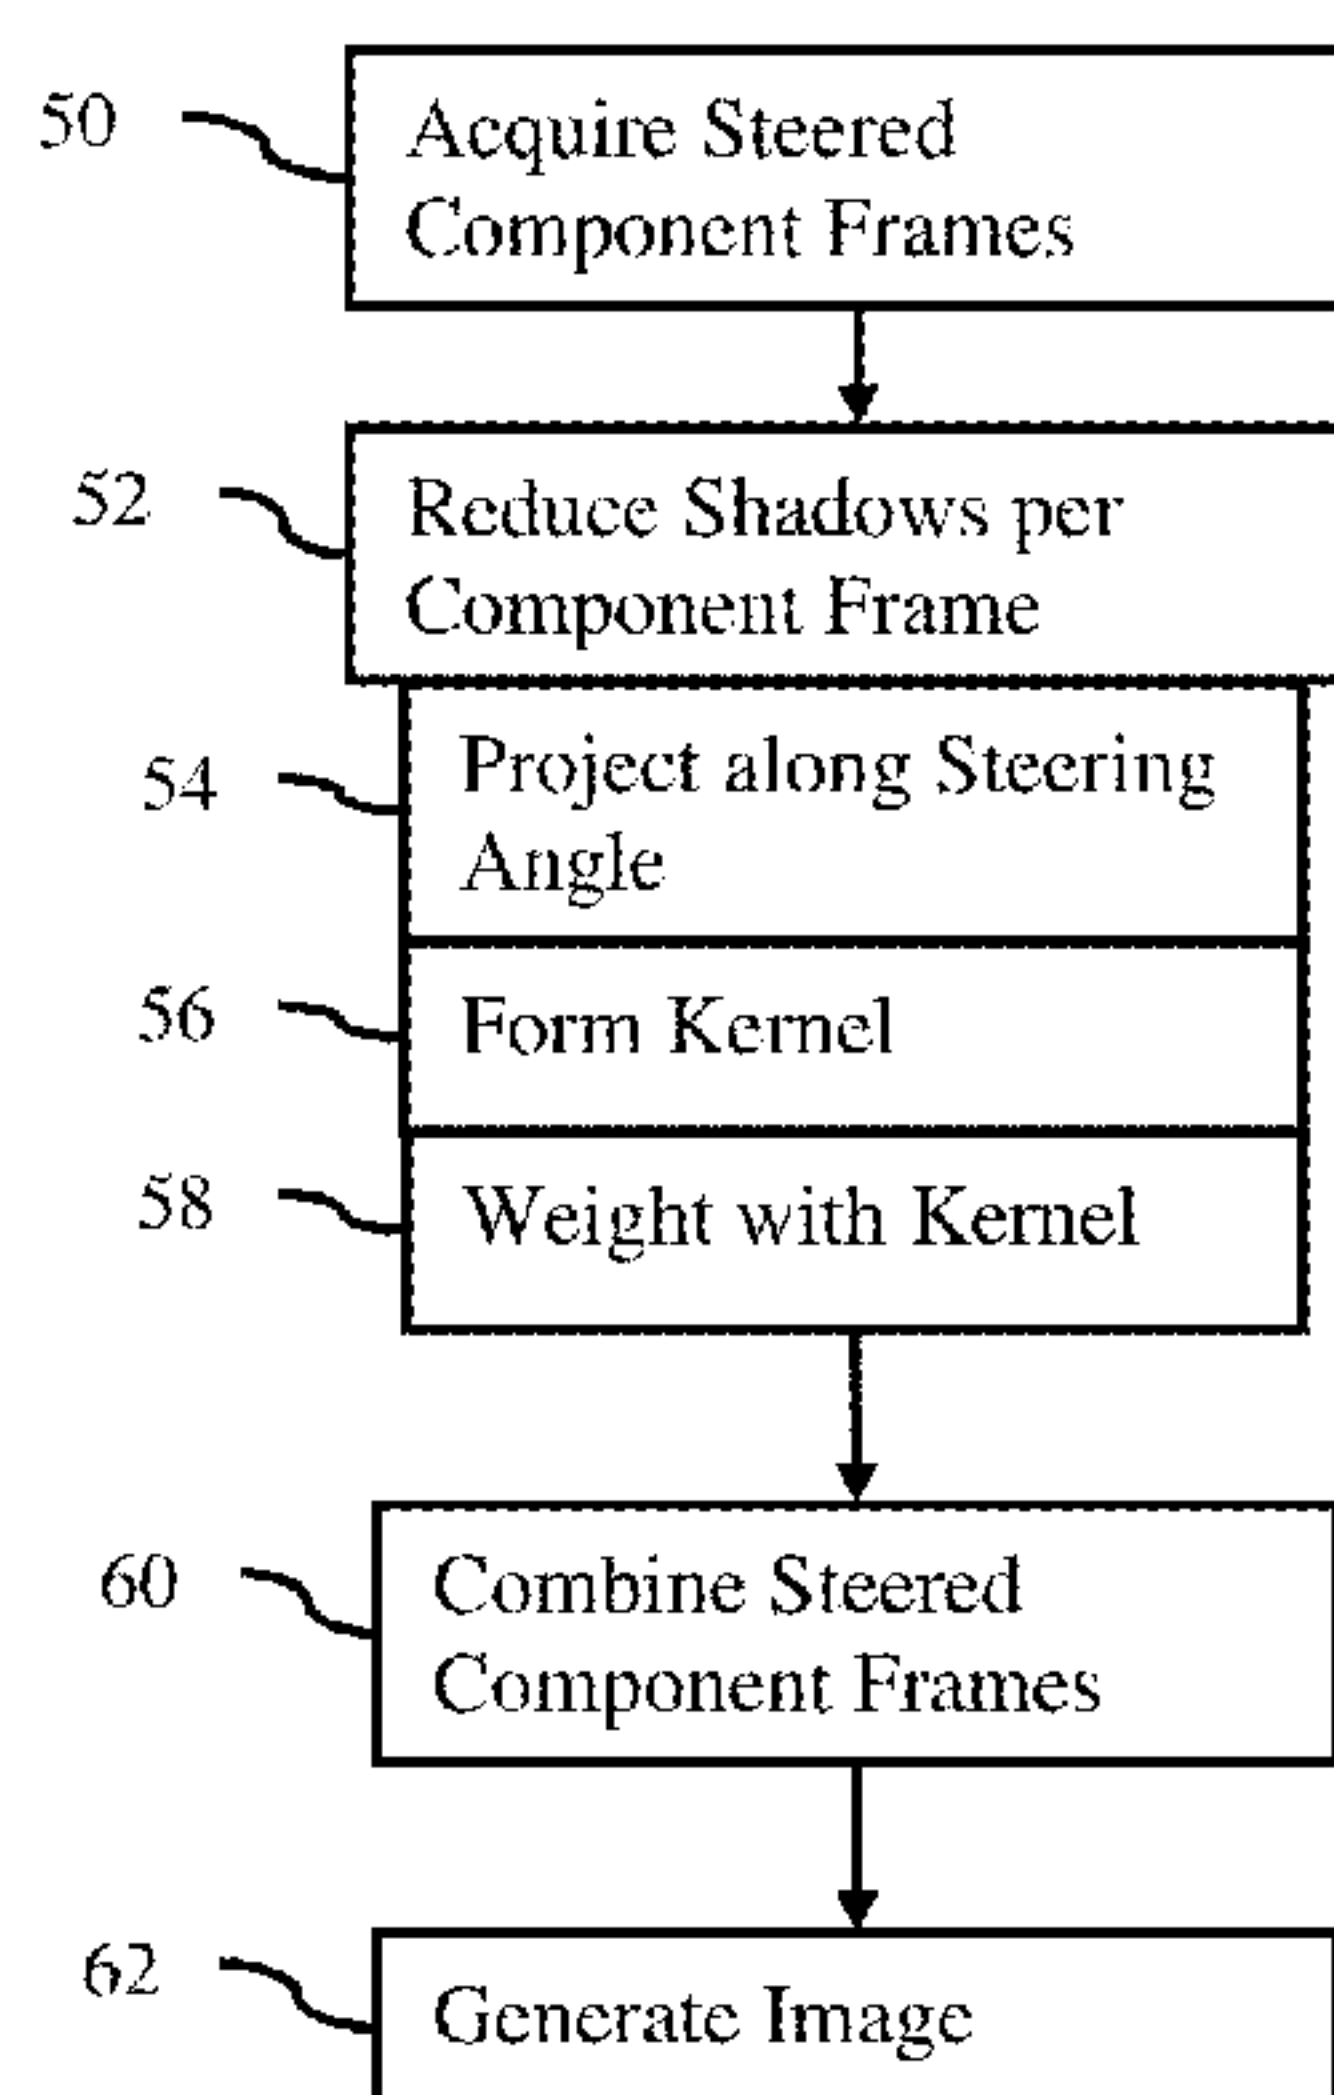 50
Acquire Steered
Component Frames
52
Reduce Shadows per
Component Frame
54
Project along Steering
Angle
56
Form Kernel
58
Weight with Kernel
60
Combine Steered
Component Frames
62
Generate Image